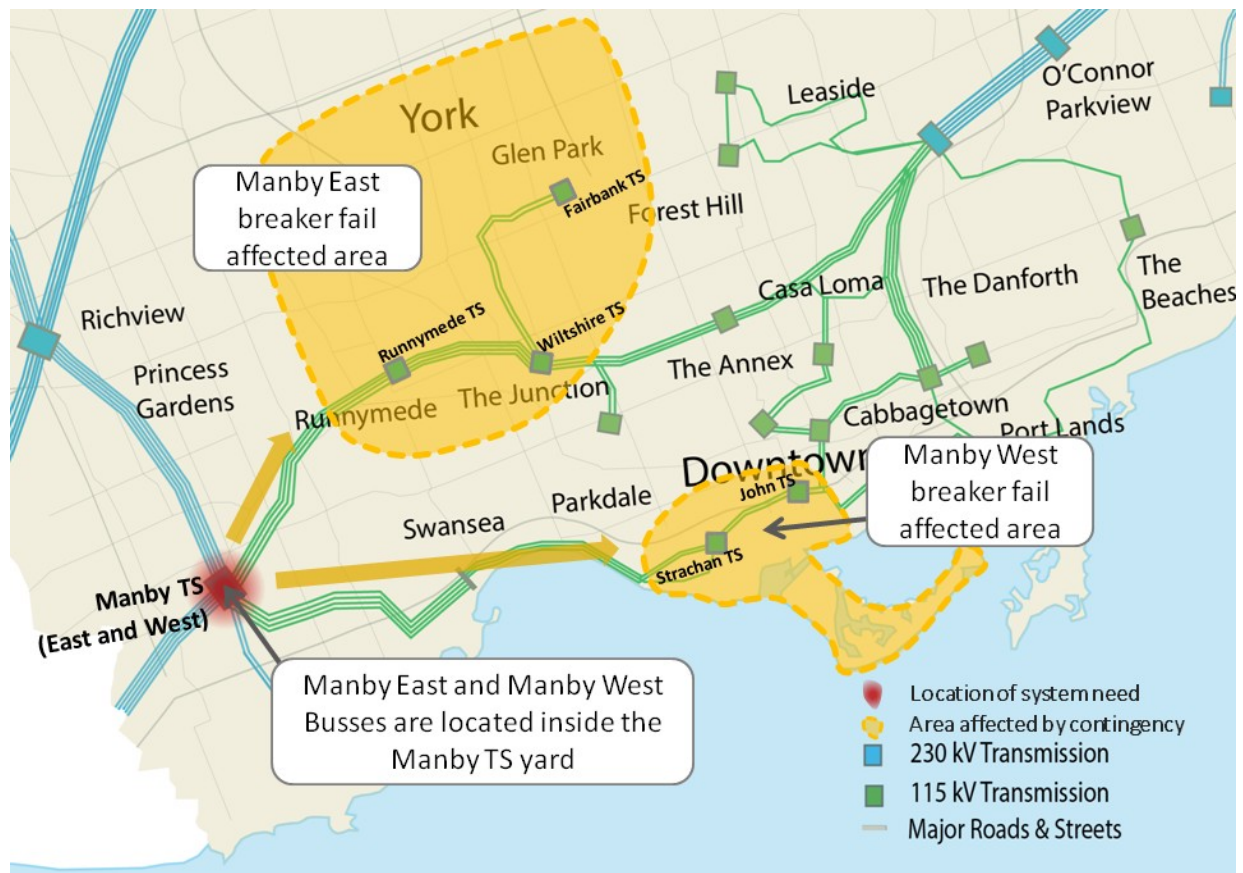 York
Glen Park
Fairbank TS
Manby East
breaker fail
affected area
Leaside
O'Connor
Parkview
Forest Hill
Richview
Princess
Gardens
Runnymede TS
Wiltshire TS
Runnymede
The Junction
Casa Loma
The Annex
The Danforth
The
Beaches
Cabbagetown
Port Lands
Downtown
Manby West
breaker fail
affected area
John TS
Strachan TS
Parkdale
Swansea
Manby TS
(East and West)
Manby East and Manby West
Busses are located inside the
Manby TS yard
Location of system need
Area affected by contingency
230 kV Transmission
115 kV Transmission
Major Roads & Streets